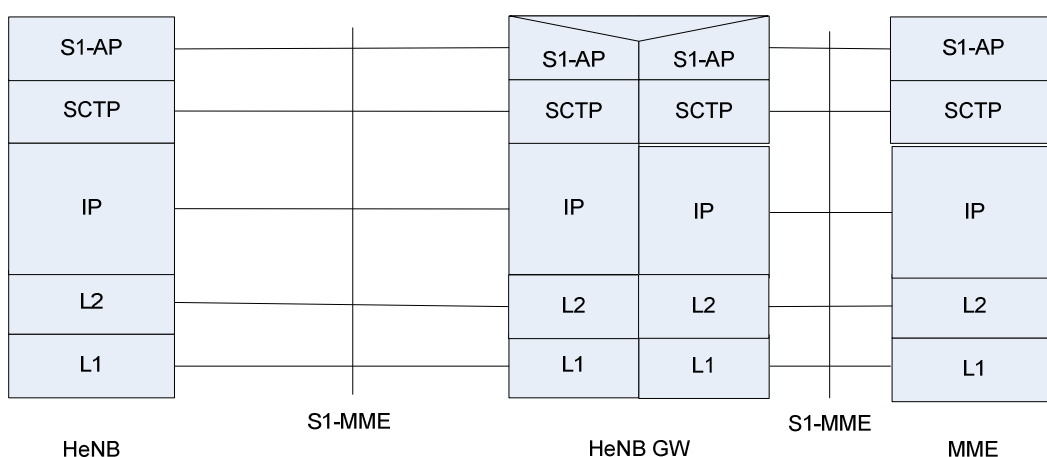 S1-AP
S1-AP S1-AP
S1-AP
SCTP
SCTP SCTP
SCTP
IP
IP IP
IP
L2
L2 L2
L2
L1
L1 L1
L1
S1-MME
S1-MME
HeNB
HeNB GW
MME